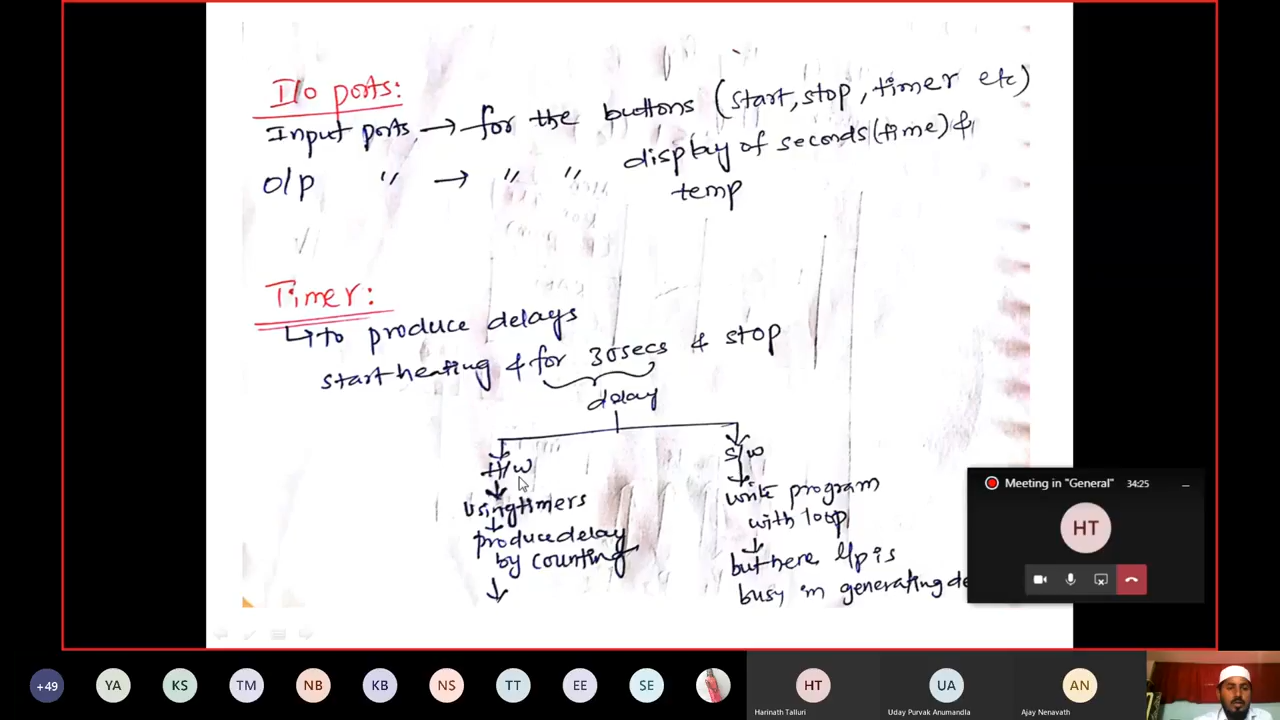 I/o ports:
Input ports → for the buttons (start, stop, timer etc)
o/p " → " " display of seconds (time) &
temp
Timer:
↳ to produce delays
start heating & for 30secs & stop
delay
H/W
S/W
using timers
produce delay
by counting
write program
with loop
but here μp is
busy in generating de
Meeting in "General" 34:25
HT
+49
YA
KS
TM
NB
KB
NS
TT
EE
SE
HT
Harinath Talluri
UA
Uday Purvak Anumandla
AN
Ajay Nenavath